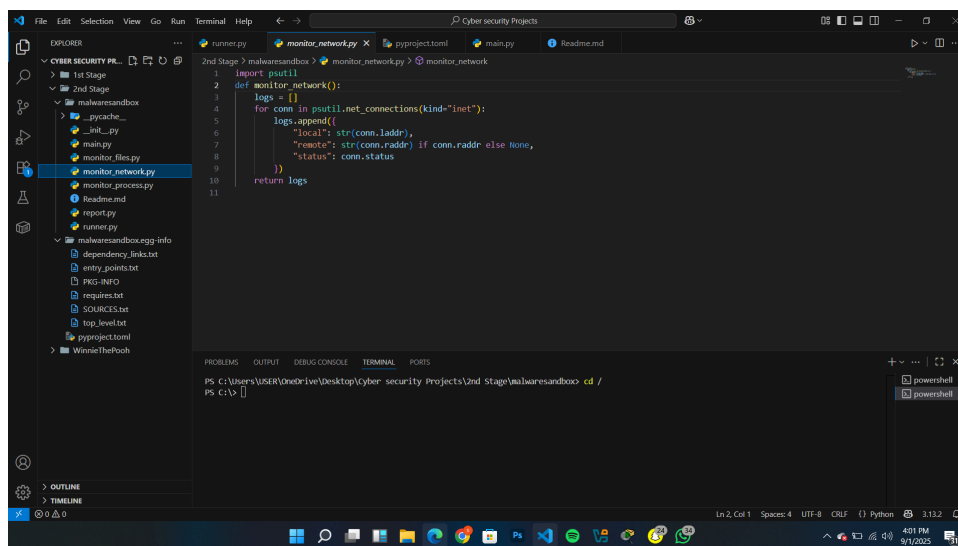 File Edit Selection View Go Run Terminal Help
Cyber security Projects
EXPLORER
CYBER SECURITY PR...
1st Stage
2nd Stage
malwaresandbox
_pycache_
_init_.py
main.py
monitor_files.py
monitor_network.py
monitor_process.py
Readme.md
report.py
runner.py
malwaresandbox.egg-info
dependency_links.txt
entry_points.txt
PKG-INFO
requires.txt
SOURCES.txt
top_level.txt
pyproject.toml
WinnieThePooh
OUTLINE
TIMELINE
runner.py monitor_network.py pyproject.toml main.py Readme.md
2nd Stage > malwaresandbox > monitor_network.py > monitor_network
1 import psutil
2 def monitor_network():
3 logs = []
4 for conn in psutil.net_connections(kind="inet"):
5 logs.append({
6 "local": str(conn.laddr),
7 "remote": str(conn.raddr) if conn.raddr else None,
8 "status": conn.status
9 })
10 return logs
11
PROBLEMS OUTPUT DEBUG CONSOLE TERMINAL PORTS
PS C:\Users\USER\OneDrive\Desktop\Cyber security Projects\2nd Stage\malwaresandbox> cd /
PS C:\>
powershell
powershell
0 0
Ln 2, Col 1 Spaces: 4 UTF-8 CRLF {} Python 3.13.2
Ps
24
34
4:01 PM
9/1/2025
31